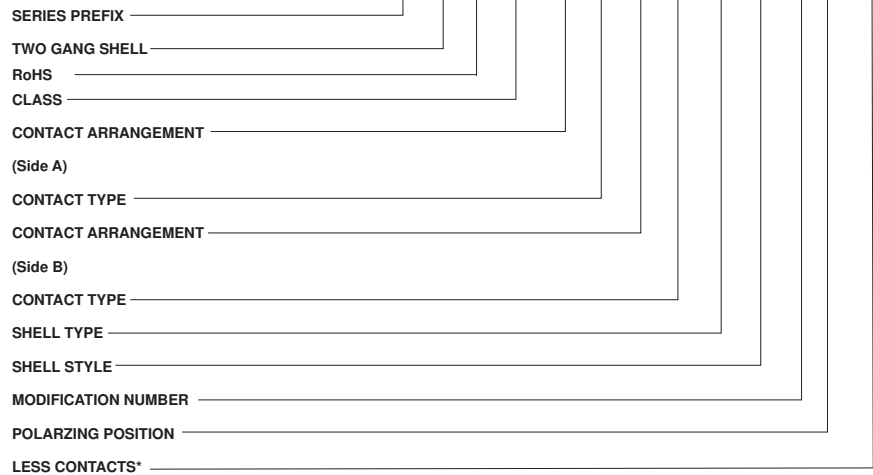 SERIES PREFIX
TWO GANG SHELL
RoHS
CLASS
CONTACT ARRANGEMENT
(Side A)
CONTACT TYPE
CONTACT ARRANGEMENT
(Side B)
CONTACT TYPE
SHELL TYPE
SHELL STYLE
MODIFICATION NUMBER
POLARZING POSITION
LESS CONTACTS*